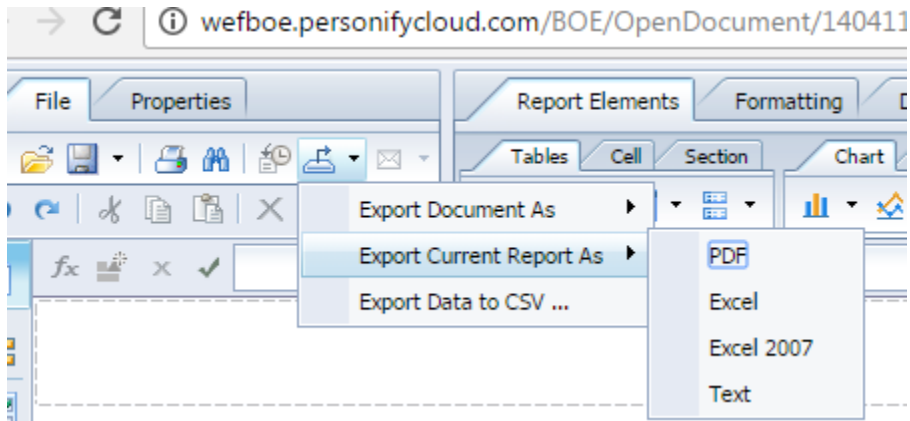 wefboe.personifycloud.com/BOE/OpenDocument/140411
File Properties Report Elements Formatting
Tables Cell Section Chart
Export Document As
fx Export Current Report As PDF
Export Data to CSV ... Excel
Excel 2007
Text